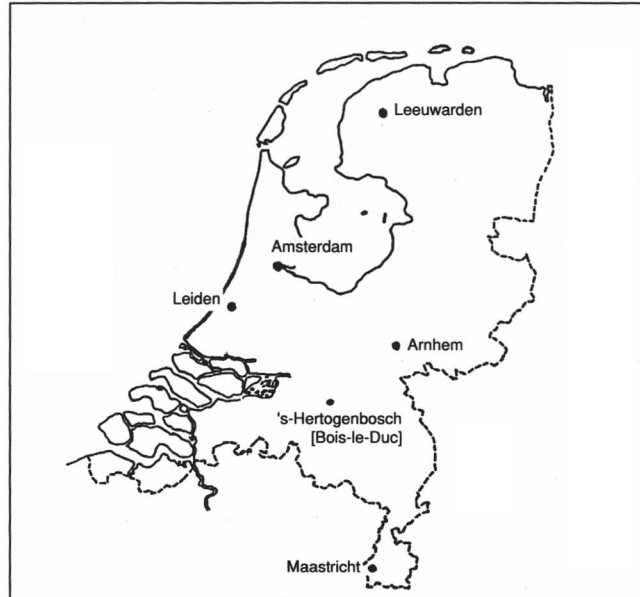 Leeuwarden
Amsterdam
Leiden
Arnhem
's-Hertogenbosch
[Bois-le-Duc]
Maastricht